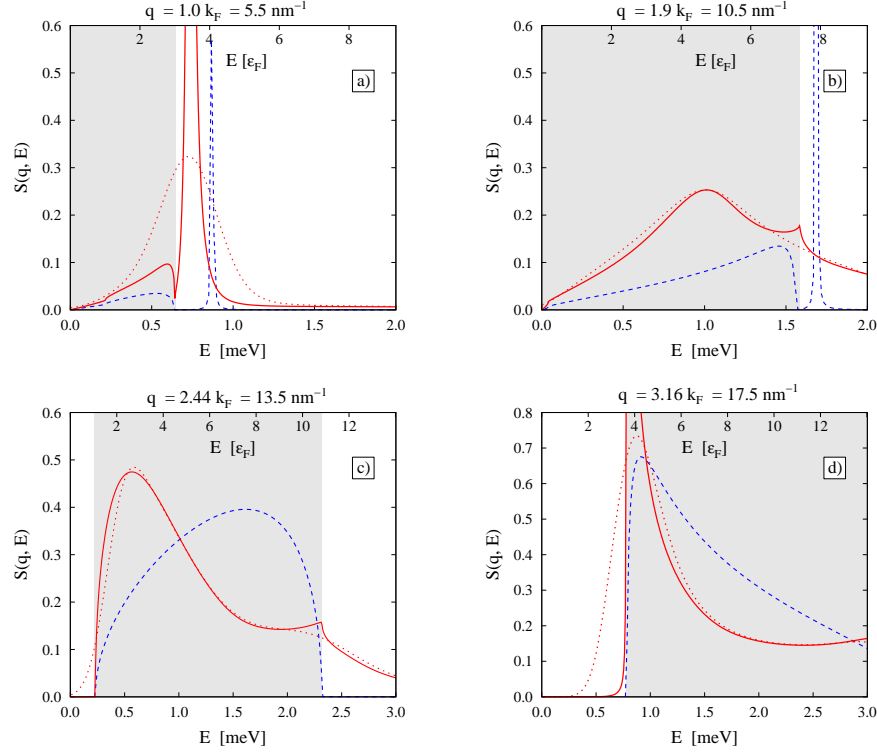 q = 1.0 k_F = 5.5 nm⁻¹
2 4 6 8
E [ε_F]
a)
S(q, E)
0.6
0.5
0.4
0.3
0.2
0.1
0.0
0.0 0.5 1.0 1.5 2.0
E [meV]
q = 1.9 k_F = 10.5 nm⁻¹
2 4 6 8
E [ε_F]
b)
S(q, E)
0.6
0.5
0.4
0.3
0.2
0.1
0.0
0.0 0.5 1.0 1.5 2.0
E [meV]
q = 2.44 k_F = 13.5 nm⁻¹
2 4 6 8 10 12
E [ε_F]
c)
S(q, E)
0.6
0.5
0.4
0.3
0.2
0.1
0.0
0.0 0.5 1.0 1.5 2.0 2.5 3.0
E [meV]
q = 3.16 k_F = 17.5 nm⁻¹
2 4 6 8 10 12
E [ε_F]
d)
S(q, E)
0.8
0.7
0.6
0.5
0.4
0.3
0.2
0.1
0.0
0.0 0.5 1.0 1.5 2.0 2.5 3.0
E [meV]